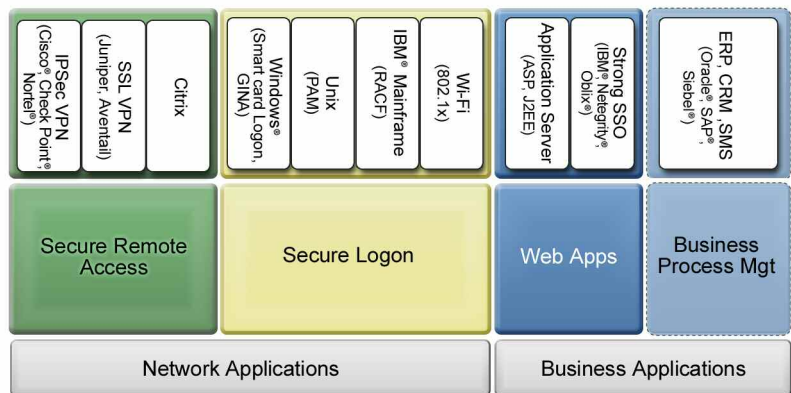 IPSec VPN
(Cisco®, Check Point®,
Nortel®)
SSL VPN
(Juniper, Aventail)
Citrix
Windows®
(Smart card Logon,
GINA)
Unix
(PAM)
IBM® Mainframe
(RACF)
Wi-Fi
(802.1x)
Application Server
(ASP, J2EE)
Strong SSO
(IBM®, Netegrity®,
Oblix®)
ERP, CRM ,SMS
(Oracle®, SAP®,
Siebel®)
Secure Remote
Access
Secure Logon
Web Apps
Business
Process Mgt
Network Applications
Business Applications